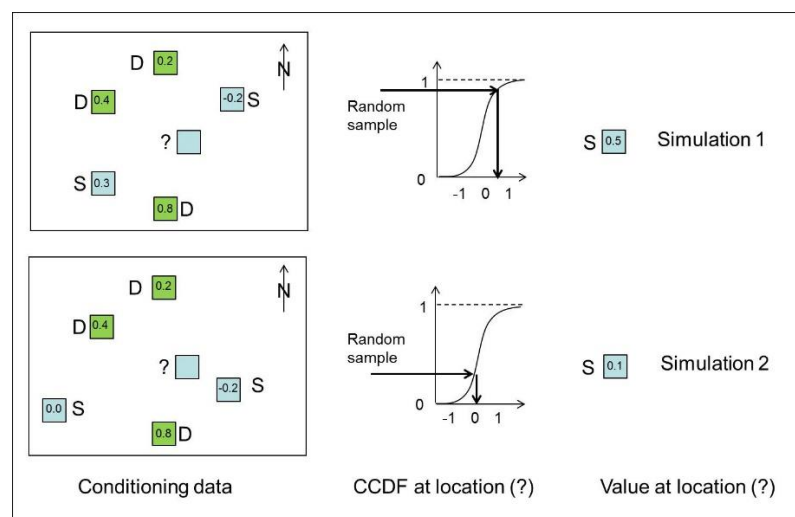 D 0.2
N
D 0.4
-0.2 S
?
S 0.3
0.8 D
1
Random
sample
0
-1 0 1
S 0.5 Simulation 1
D 0.2
N
D 0.4
?
-0.2 S
0.0 S
0.8 D
1
Random
sample
0
-1 0 1
S 0.1 Simulation 2
Conditioning data CCDF at location (?) Value at location (?)